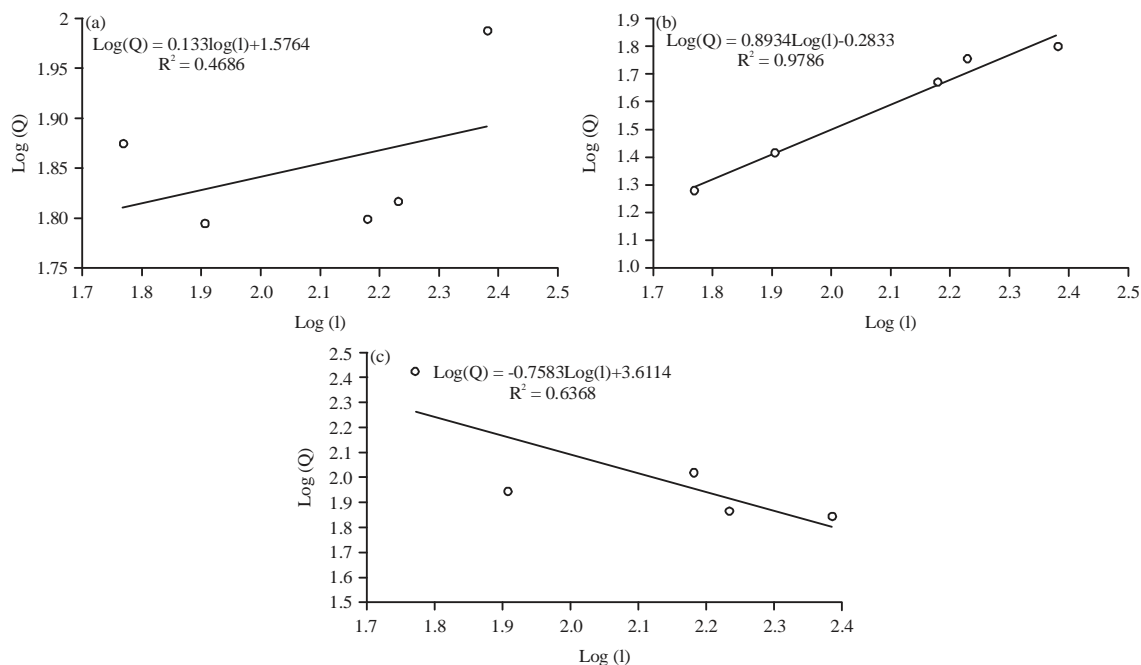 (a)
Log(Q) = 0.133log(l)+1.5764
R² = 0.4686
2
1.95
1.90
1.85
1.80
1.75
Log (Q)
1.7 1.8 1.9 2.0 2.1 2.2 2.3 2.4 2.5
Log (l)
(b)
Log(Q) = 0.8934Log(l)-0.2833
R² = 0.9786
1.9
1.8
1.7
1.6
1.5
1.4
1.3
1.2
1.1
1.0
Log (Q)
1.7 1.8 1.9 2.0 2.1 2.2 2.3 2.4 2.5
Log (l)
(c)
Log(Q) = -0.7583Log(l)+3.6114
R² = 0.6368
2.5
2.4
2.3
2.2
2.1
2.0
1.9
1.8
1.7
1.6
1.5
Log (Q)
1.7 1.8 1.9 2.0 2.1 2.2 2.3 2.4
Log (l)